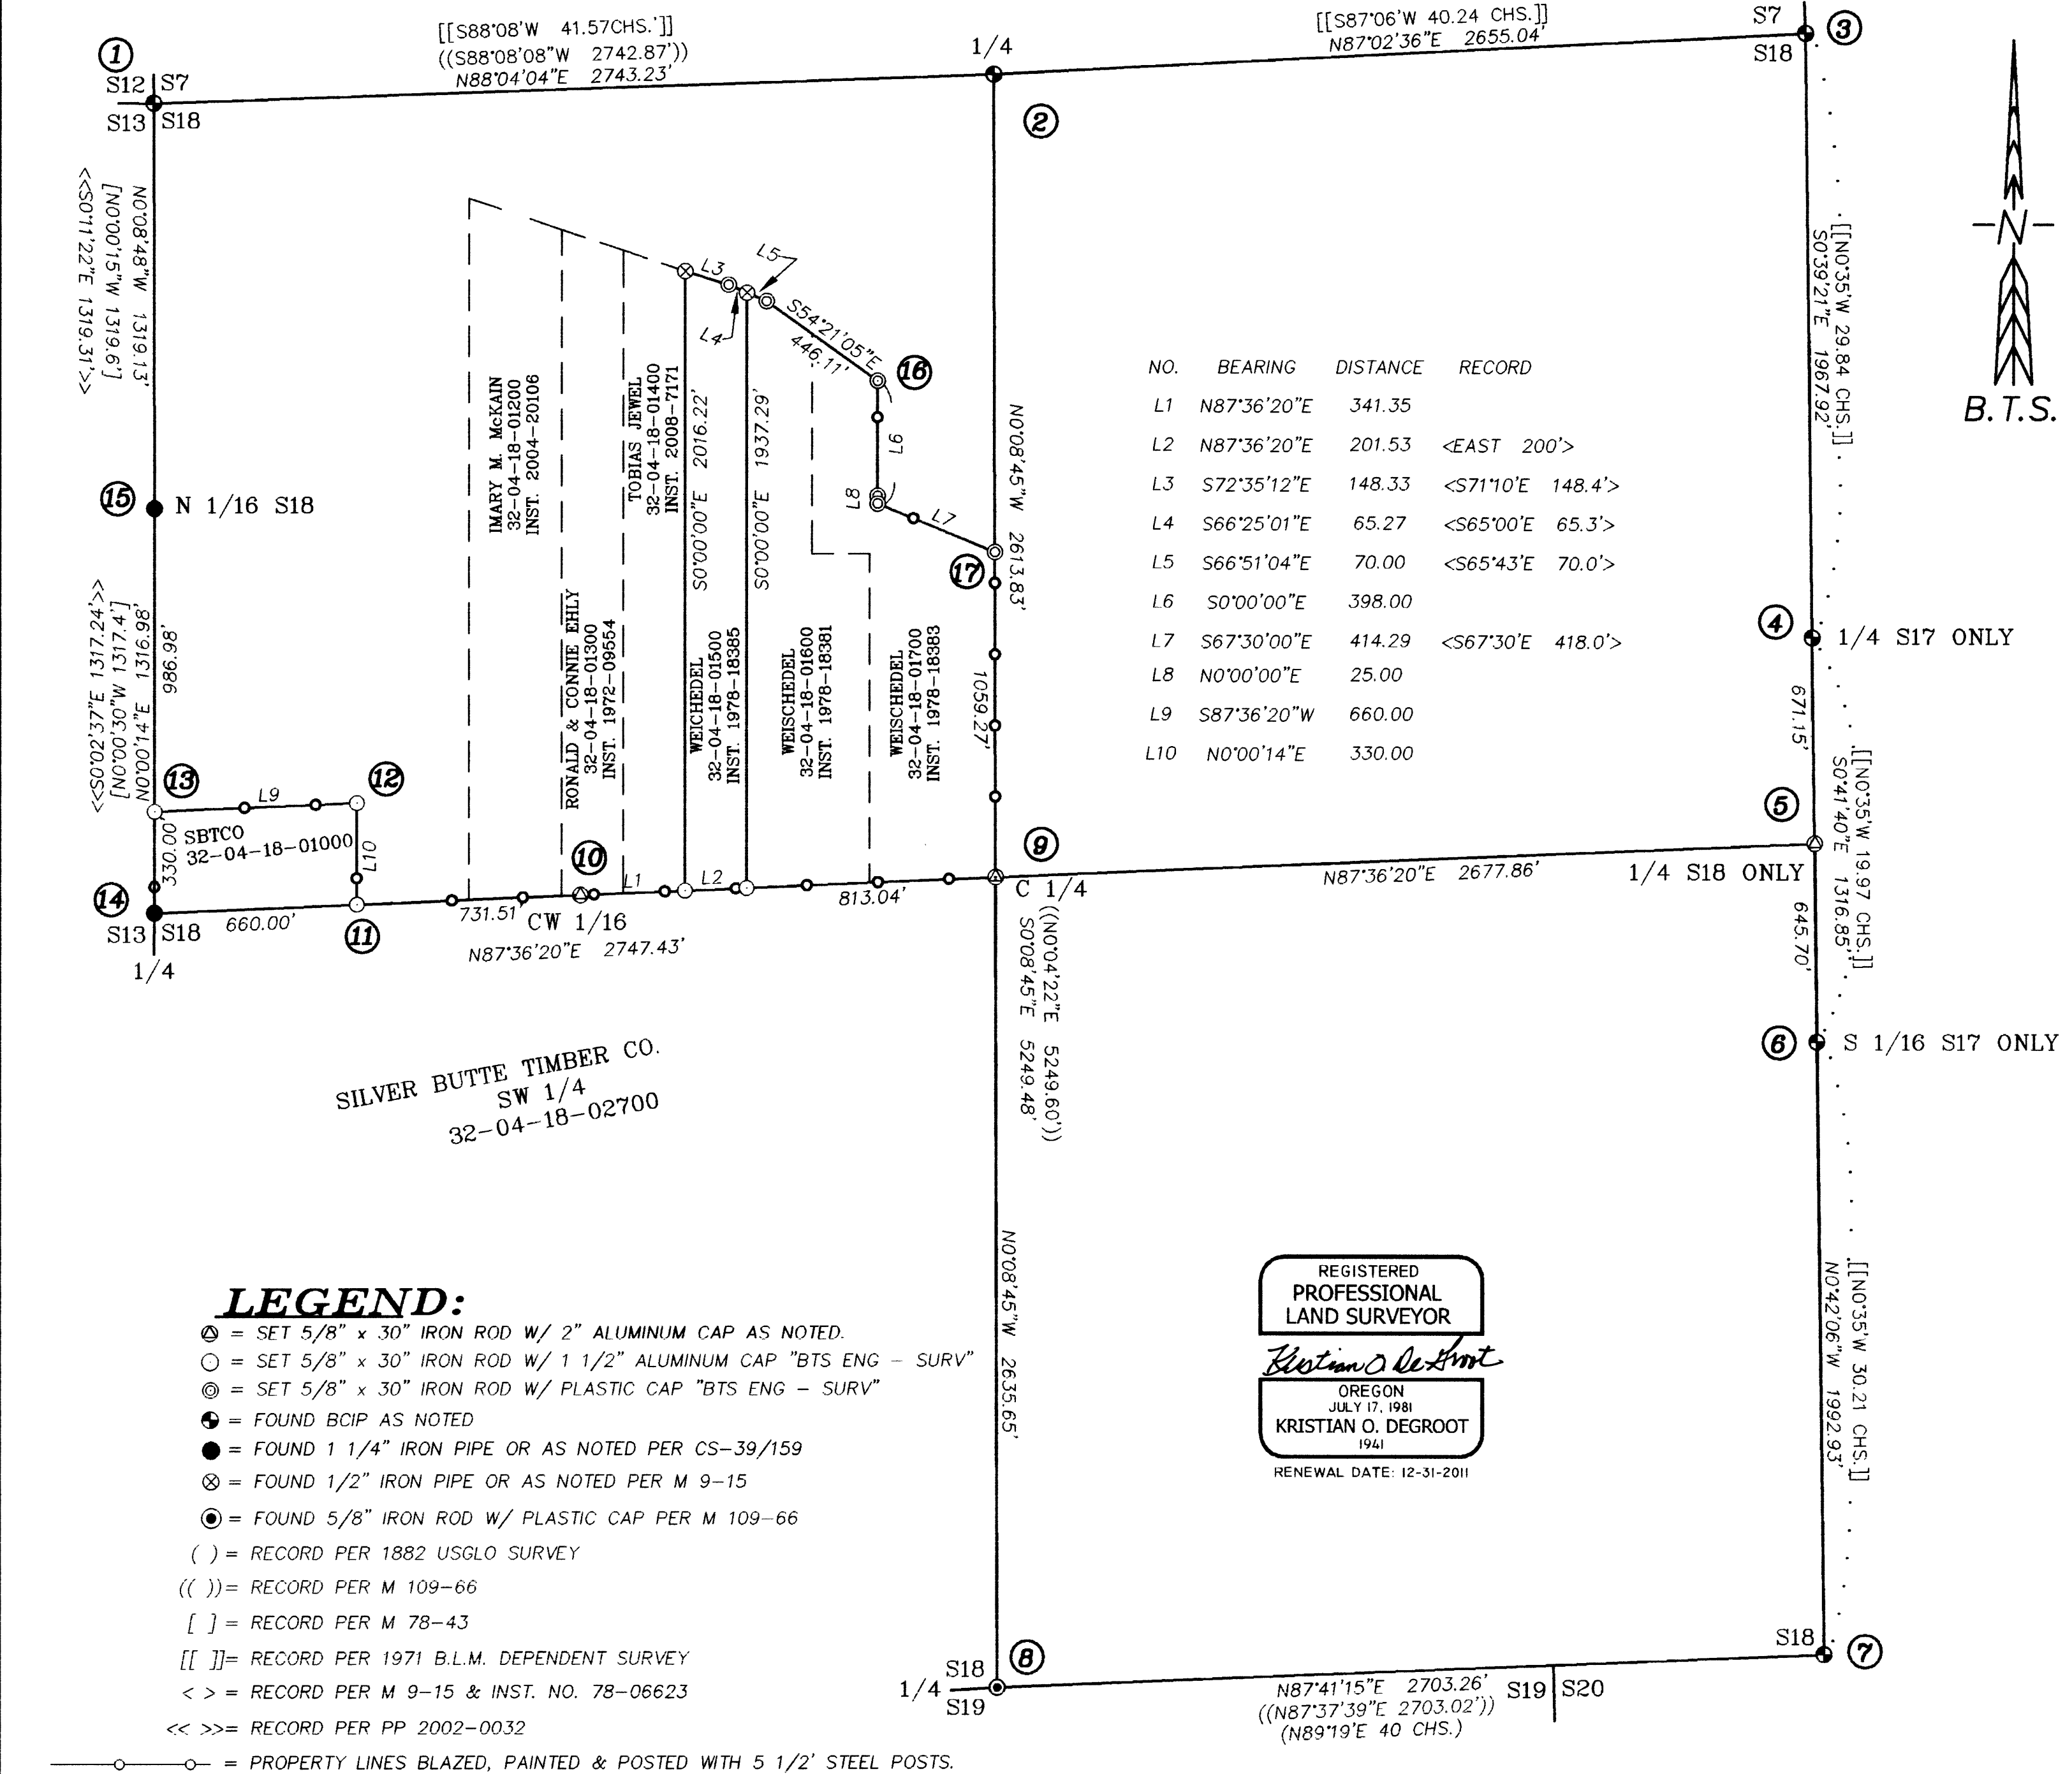 [[S88°08'W 41.57CHS.']]
((S88°08'08"W 2742.87'))
N88°04'04"E 2743.23'
[[S87°06'W 40.24 CHS.]]
N87°02'36"E 2655.04'
1
S12 S7
S13 S18
1/4
2
S7
S18
3
-N-
B.T.S.
N0°08'48"W 1319.13'
[N0°00'15"W 1319.6']
<<S0°11'22"E 1319.31'>>
15
N 1/16 S18
N0°00'14"E 1316.98'
[N0°00'30"W 1317.4']
<<S0°02'37"E 1317.24'>>
986.98'
13
L9
12
SBTCO
32-04-18-01000
330.00'
L10
14
S13 S18
1/4
660.00'
11
731.51'
CW 1/16
N87°36'20"E 2747.43'
10
L1
L2
813.04'
IMARY M. McKAIN
32-04-18-01200
INST. 2004-20106
RONALD & CONNIE EHLY
32-04-18-01300
INST. 1972-09554
TOBIAS JEWEL
32-04-18-01400
INST. 2008-7171
S0°00'00"E 2016.22'
S0°00'00"E 1937.29'
WEICHEDEL
32-04-18-01500
INST. 1978-18385
WEISCHEDEL
32-04-18-01600
INST. 1978-18381
WEISCHEDEL
32-04-18-01700
INST. 1978-18383
L3
L4
L5
S54°21'05"E
446.11'
16
L6
L8
L7
17
N0°08'45"W 2613.83'
1059.27'
9
C 1/4
NO. BEARING DISTANCE RECORD
L1 N87°36'20"E 341.35
L2 N87°36'20"E 201.53 <EAST 200'>
L3 S72°35'12"E 148.33 <S71°10'E 148.4'>
L4 S66°25'01"E 65.27 <S65°00'E 65.3'>
L5 S66°51'04"E 70.00 <S65°43'E 70.0'>
L6 S0°00'00"E 398.00
L7 S67°30'00"E 414.29 <S67°30'E 418.0'>
L8 N0°00'00"E 25.00
L9 S87°36'20"W 660.00
L10 N0°00'14"E 330.00
[[N0°35'W 29.84 CHS.]]
S0°39'21"E 1967.92'
4
1/4 S17 ONLY
671.15'
5
[[N0°35'W 19.97 CHS.]]
S0°41'40"E 1316.85'
N87°36'20"E 2677.86'
1/4 S18 ONLY
645.70'
6
S 1/16 S17 ONLY
((N0°04'22"E 5249.60'))
S0°08'45"E 5249.48'
N0°08'45"W 2635.65'
[[N0°35'W 30.21 CHS.]]
N0°42'06"W 1992.93'
SILVER BUTTE TIMBER CO.
SW 1/4
32-04-18-02700
REGISTERED
PROFESSIONAL
LAND SURVEYOR
Kristian O DeGroot
OREGON
JULY 17, 1981
KRISTIAN O. DEGROOT
1941
RENEWAL DATE: 12-31-2011
S18
7
S18
1/4
S19
8
N87°41'15"E 2703.26'
((N87°37'39"E 2703.02'))
(N89°19'E 40 CHS.)
S19 S20
LEGEND:
= SET 5/8" x 30" IRON ROD W/ 2" ALUMINUM CAP AS NOTED.
= SET 5/8" x 30" IRON ROD W/ 1 1/2" ALUMINUM CAP "BTS ENG - SURV"
= SET 5/8" x 30" IRON ROD W/ PLASTIC CAP "BTS ENG - SURV"
= FOUND BCIP AS NOTED
= FOUND 1 1/4" IRON PIPE OR AS NOTED PER CS-39/159
= FOUND 1/2" IRON PIPE OR AS NOTED PER M 9-15
= FOUND 5/8" IRON ROD W/ PLASTIC CAP PER M 109-66
( ) = RECORD PER 1882 USGLO SURVEY
(( ))= RECORD PER M 109-66
[ ] = RECORD PER M 78-43
[[ ]]= RECORD PER 1971 B.L.M. DEPENDENT SURVEY
< > = RECORD PER M 9-15 & INST. NO. 78-06623
<< >>= RECORD PER PP 2002-0032
= PROPERTY LINES BLAZED, PAINTED & POSTED WITH 5 1/2' STEEL POSTS.